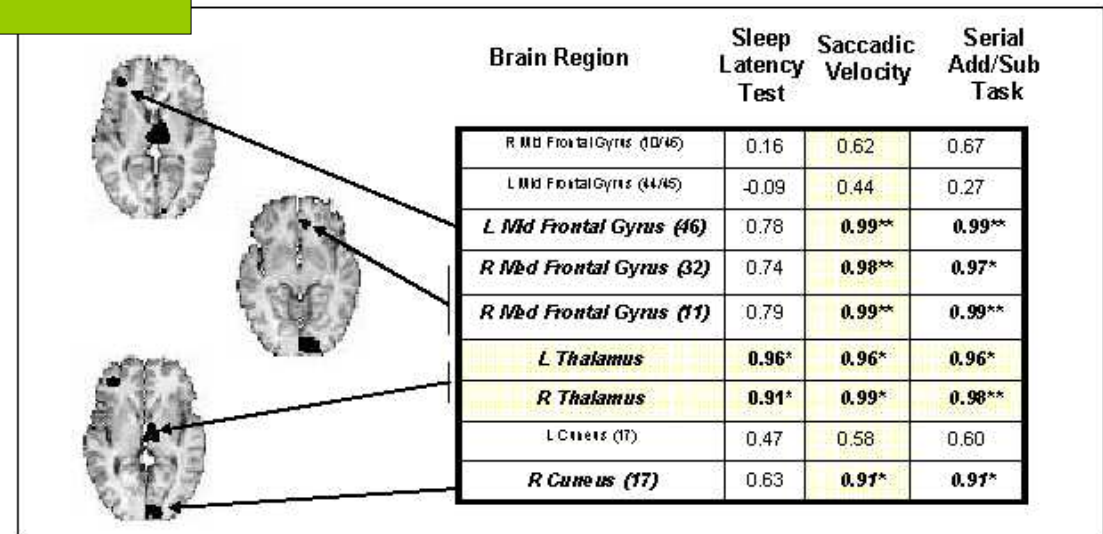 Brain Region
Sleep Latency Test
Saccadic Velocity
Serial Add/Sub Task
R Mid Frontal Gyrus (10/46) 0.16 0.62 0.67
L Mid Frontal Gyrus (44/45) -0.09 0.44 0.27
L Mid Frontal Gyrus (46) 0.78 0.99** 0.99**
R Med Frontal Gyrus (32) 0.74 0.98** 0.97*
R Med Frontal Gyrus (11) 0.79 0.99** 0.99**
L Thalamus 0.96* 0.96* 0.96*
R Thalamus 0.91* 0.99* 0.98**
L Cuneus (17) 0.47 0.58 0.60
R Cuneus (17) 0.63 0.91* 0.91*